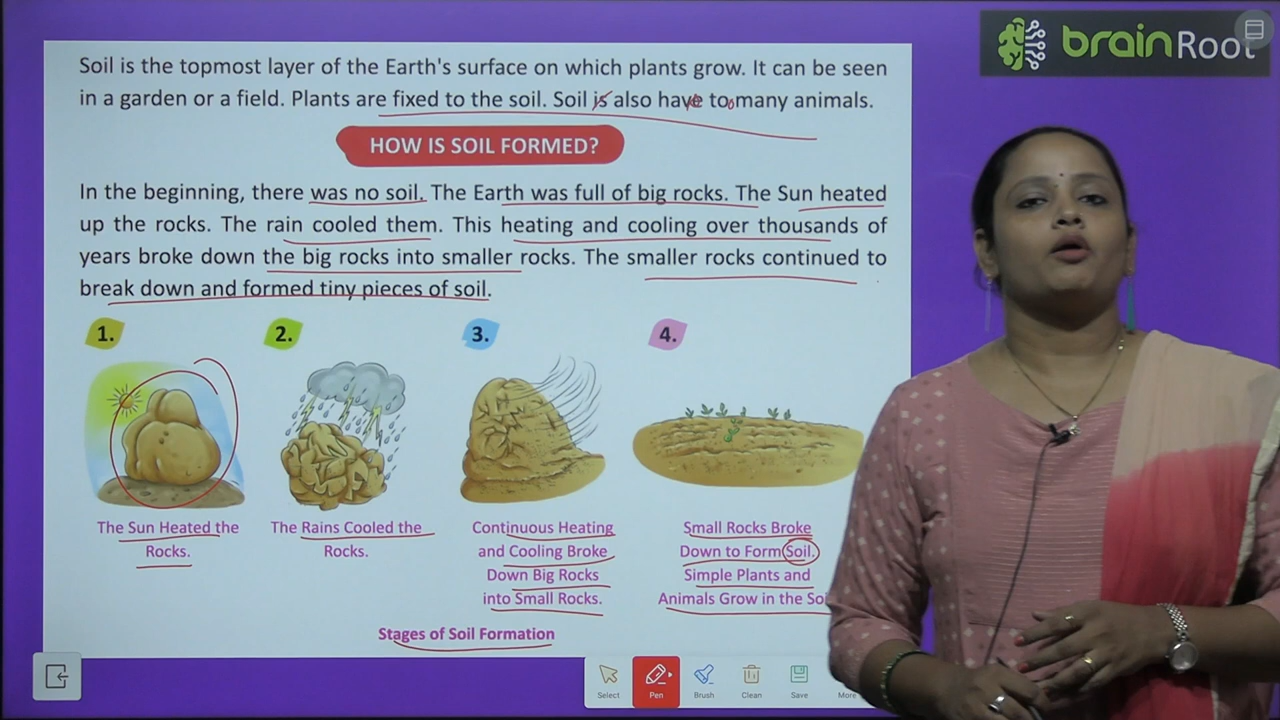 brainRoot
Soil is the topmost layer of the Earth's surface on which plants grow. It can be seen
in a garden or a field. Plants are fixed to the soil. Soil is also have to many animals.
HOW IS SOIL FORMED?
In the beginning, there was no soil. The Earth was full of big rocks. The Sun heated
up the rocks. The rain cooled them. This heating and cooling over thousands of
years broke down the big rocks into smaller rocks. The smaller rocks continued to
break down and formed tiny pieces of soil.
1.
2.
3.
4.
The Sun Heated the
Rocks.
The Rains Cooled the
Rocks.
Continuous Heating
and Cooling Broke
Down Big Rocks
into Small Rocks.
Small Rocks Broke
Down to Form Soil.
Simple Plants and
Animals Grow in the
Stages of Soil Formation
Select
Pen
Brush
Clean
Save
More